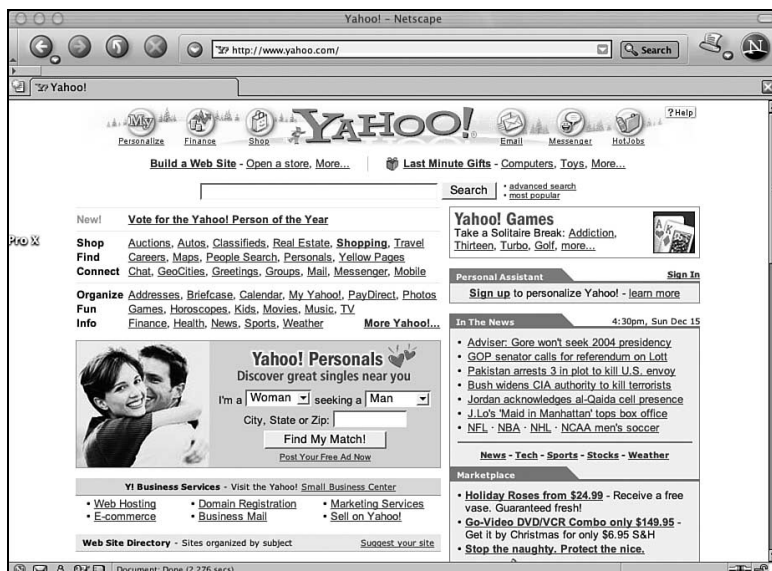 Yahoo! - Netscape
http://www.yahoo.com/
Search
N
Yahoo!
My
YAHOO!
?Help
Personalize Finance Shop Email Messenger HotJobs
Build a Web Site - Open a store, More... Last Minute Gifts - Computers, Toys, More...
Search • advanced search
• most popular
New! Vote for the Yahoo! Person of the Year
Pro X
Shop Auctions, Autos, Classifieds, Real Estate, Shopping, Travel
Find Careers, Maps, People Search, Personals, Yellow Pages
Connect Chat, GeoCities, Greetings, Groups, Mail, Messenger, Mobile
Organize Addresses, Briefcase, Calendar, My Yahoo!, PayDirect, Photos
Fun Games, Horoscopes, Kids, Movies, Music, TV
Info Finance, Health, News, Sports, Weather More Yahoo!...
Yahoo! Personals
Discover great singles near you
I'm a Woman seeking a Man
City, State or Zip:
Find My Match!
Post Your Free Ad Now
Y! Business Services - Visit the Yahoo! Small Business Center
• Web Hosting • Domain Registration • Marketing Services
• E-commerce • Business Mail • Sell on Yahoo!
Web Site Directory - Sites organized by subject Suggest your site
Yahoo! Games
Take a Solitaire Break: Addiction,
Thirteen, Turbo, Golf, more...
A K
Personal Assistant Sign In
Sign up to personalize Yahoo! - learn more
In The News 4:30pm, Sun Dec 15
• Adviser: Gore won't seek 2004 presidency
• GOP senator calls for referendum on Lott
• Pakistan arrests 3 in plot to kill U.S. envoy
• Bush widens CIA authority to kill terrorists
• Jordan acknowledges al-Qaida cell presence
• J.Lo's 'Maid in Manhattan' tops box office
• NFL · NBA · NHL · NCAA men's soccer
News - Tech - Sports - Stocks - Weather
Marketplace
• Holiday Roses from $24.99 - Receive a free
vase. Guaranteed fresh!
• Go-Video DVD/VCR Combo only $149.95 -
Get it by Christmas for only $6.95 S&H
• Stop the naughty. Protect the nice.
Document: Done (2.276 secs)